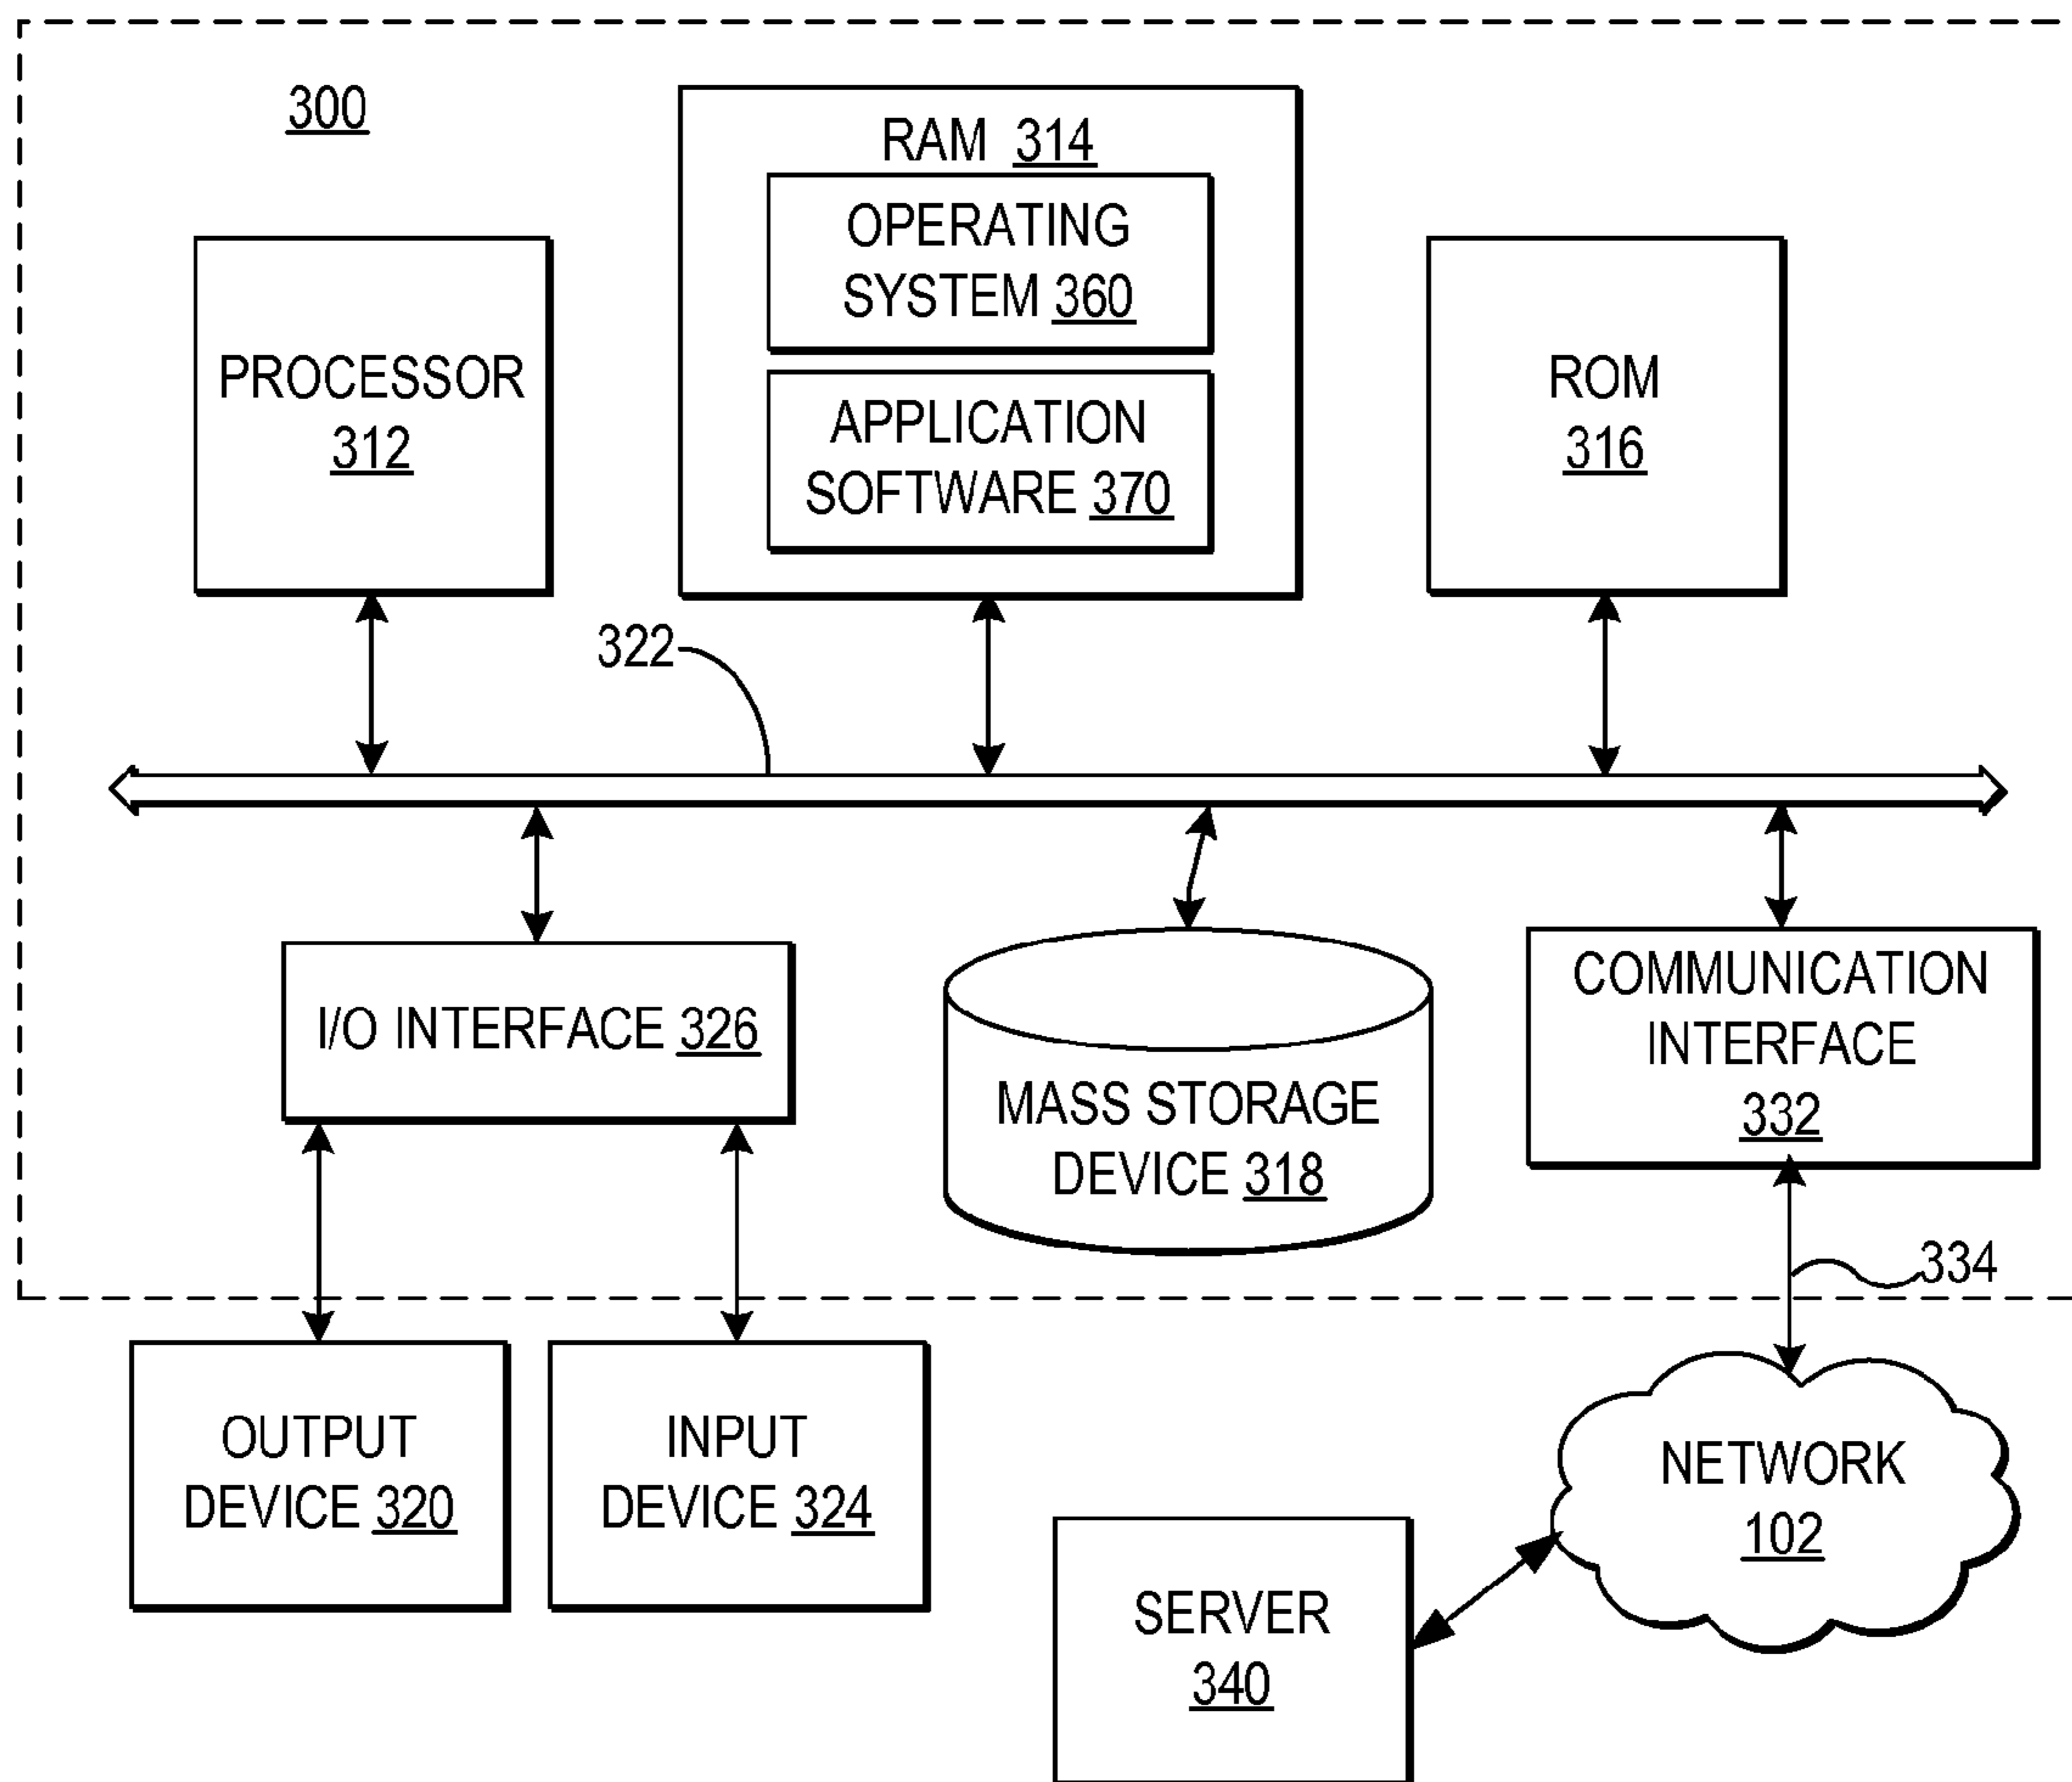 300
RAM 314
OPERATING
SYSTEM 360
APPLICATION
SOFTWARE 370
PROCESSOR
312
ROM
316
322
I/O INTERFACE 326
MASS STORAGE
DEVICE 318
COMMUNICATION
INTERFACE
332
334
OUTPUT
DEVICE 320
INPUT
DEVICE 324
NETWORK
102
SERVER
340